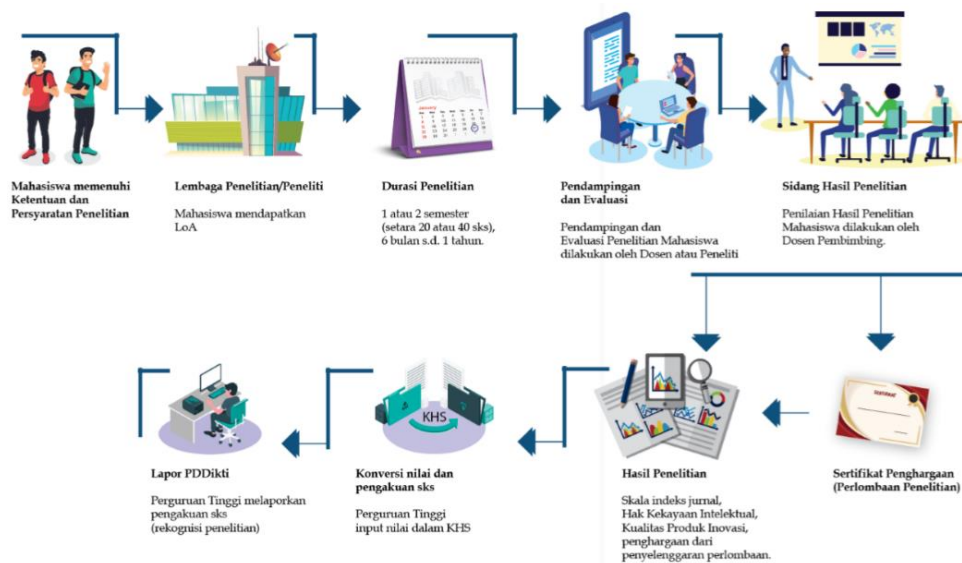 Mahasiswa memenuhi
Ketentuan dan
Persyaratan Penelitian
Lembaga Penelitian/Peneliti
Mahasiswa mendapatkan
LoA
Durasi Penelitian
1 atau 2 semester
(setara 20 atau 40 sks),
6 bulan s.d. 1 tahun.
Pendampingan
dan Evaluasi
Pendampingan dan
Evaluasi Penelitian Mahasiswa
dilakukan oleh Dosen atau Peneliti
Sidang Hasil Penelitian
Penilaian Hasil Penelitian
Mahasiswa dilakukan oleh
Dosen Pembimbing.
KHS
Lapor PDDikti
Perguruan Tinggi melaporkan
pengakuan sks
(rekognisi penelitian)
Konversi nilai dan
pengakuan sks
Perguruan Tinggi
input nilai dalam KHS
Hasil Penelitian
Skala indeks jurnal,
Hak Kekayaan Intelektual,
Kualitas Produk Inovasi,
penghargaan dari
penyelenggaran perlombaan.
Sertifikat Penghargaan
(Perlombaan Penelitian)